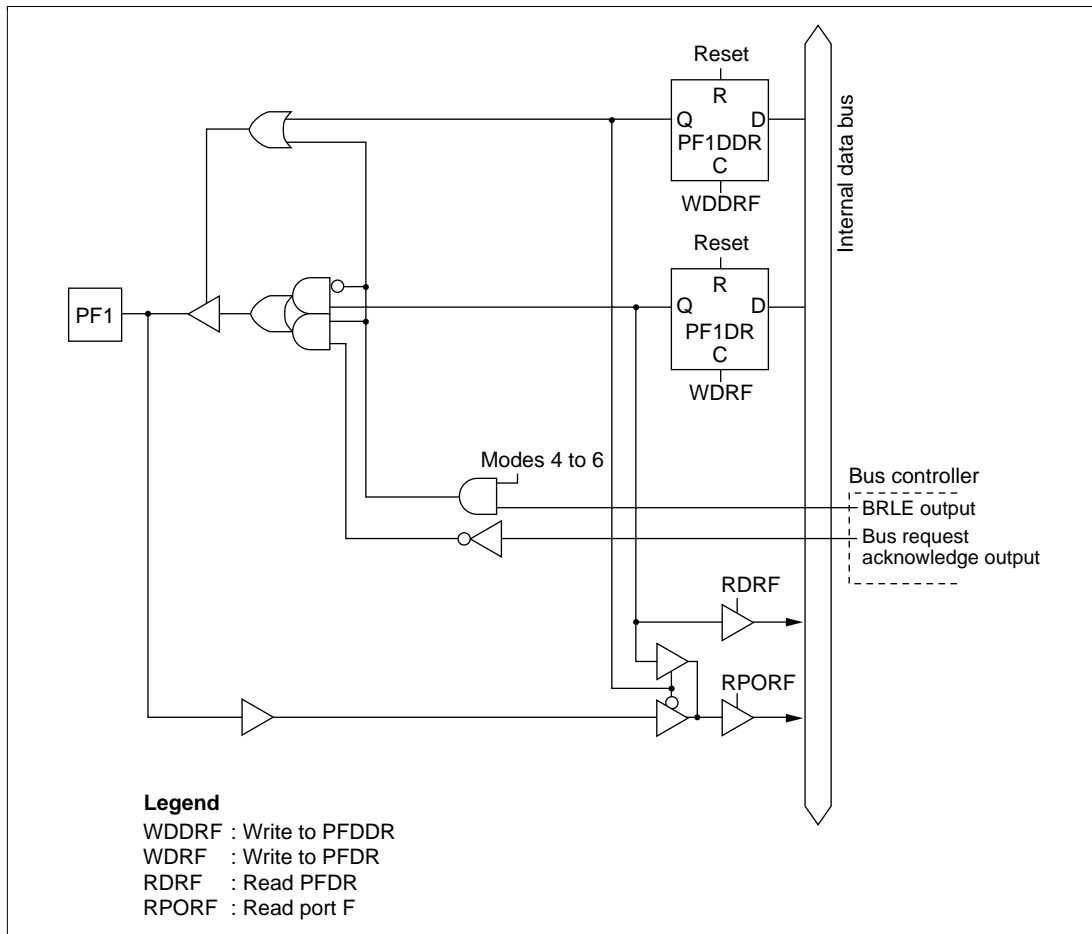 Reset
R
Q D
PF1DDR
C
WDDRF
Internal data bus
Reset
R
Q D
PF1DR
C
WDRF
PF1
Modes 4 to 6
Bus controller
BRLE output
Bus request
acknowledge output
RDRF
RPORF
Legend
WDDRF : Write to PFDDR
WDRF : Write to PFDR
RDRF : Read PFDR
RPORF : Read port F